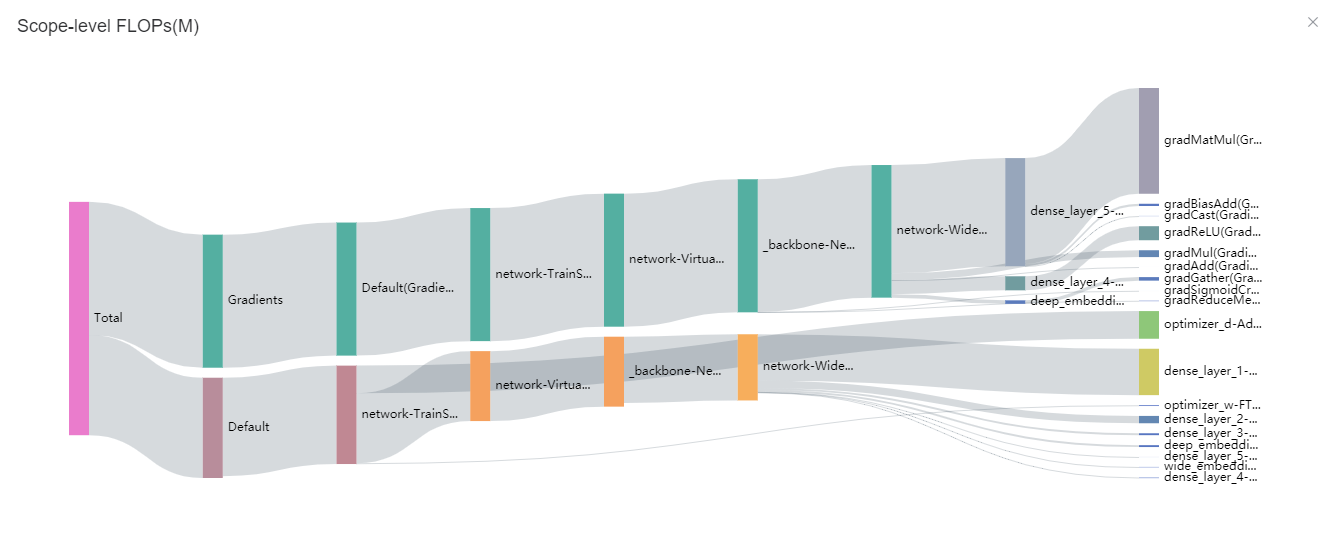 Scope-level FLOPs(M)
Total
Gradients
Default
Default(Gradie...
network-TrainS...
network-TrainS...
network-Virtua...
network-Virtua...
_backbone-Ne...
_backbone-Ne...
network-Wide...
network-Wide...
dense_layer_5-...
dense_layer_4-...
deep_embeddi...
gradMatMul(Gr...
gradBiasAdd(G...
gradCast(Gradi...
gradReLU(Grad...
gradMul(Gradi...
gradAdd(Gradi...
gradGather(Gra...
gradSigmoidCr...
gradReduceMe...
optimizer_d-Ad...
dense_layer_1-...
optimizer_w-FT...
dense_layer_2-...
dense_layer_3-...
deep_embeddi...
dense_layer_5-...
wide_embeddi...
dense_layer_4-...